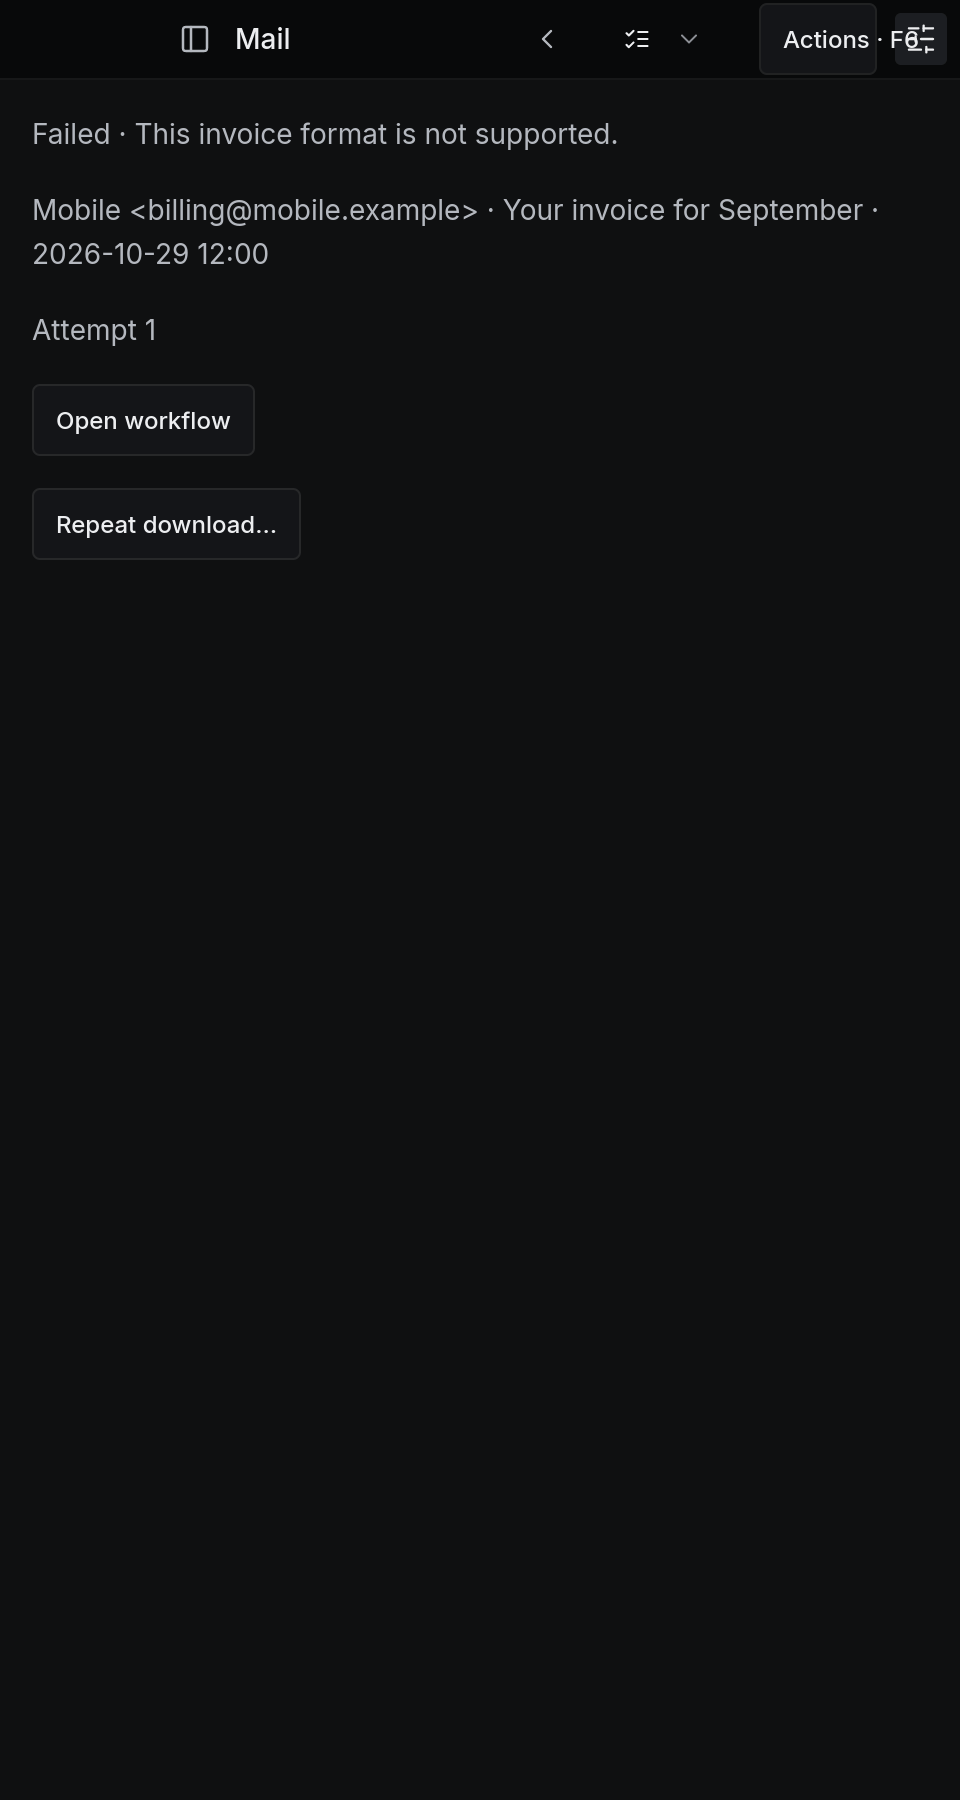 Mail
Actions · F6
Failed · This invoice format is not supported.
Mobile <billing@mobile.example> · Your invoice for September ·
2026-10-29 12:00
Attempt 1
Open workflow
Repeat download...